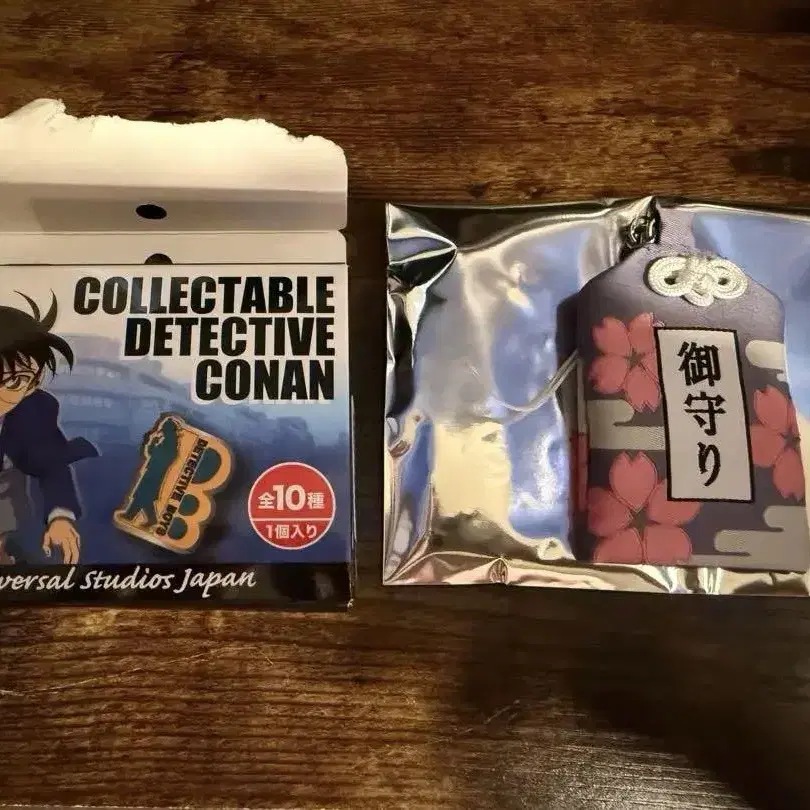 COLLECTABLE
DETECTIVE
CONAN
DETECTIVE BOYS
全10種
1個入り
versal Studios Japan
御守り